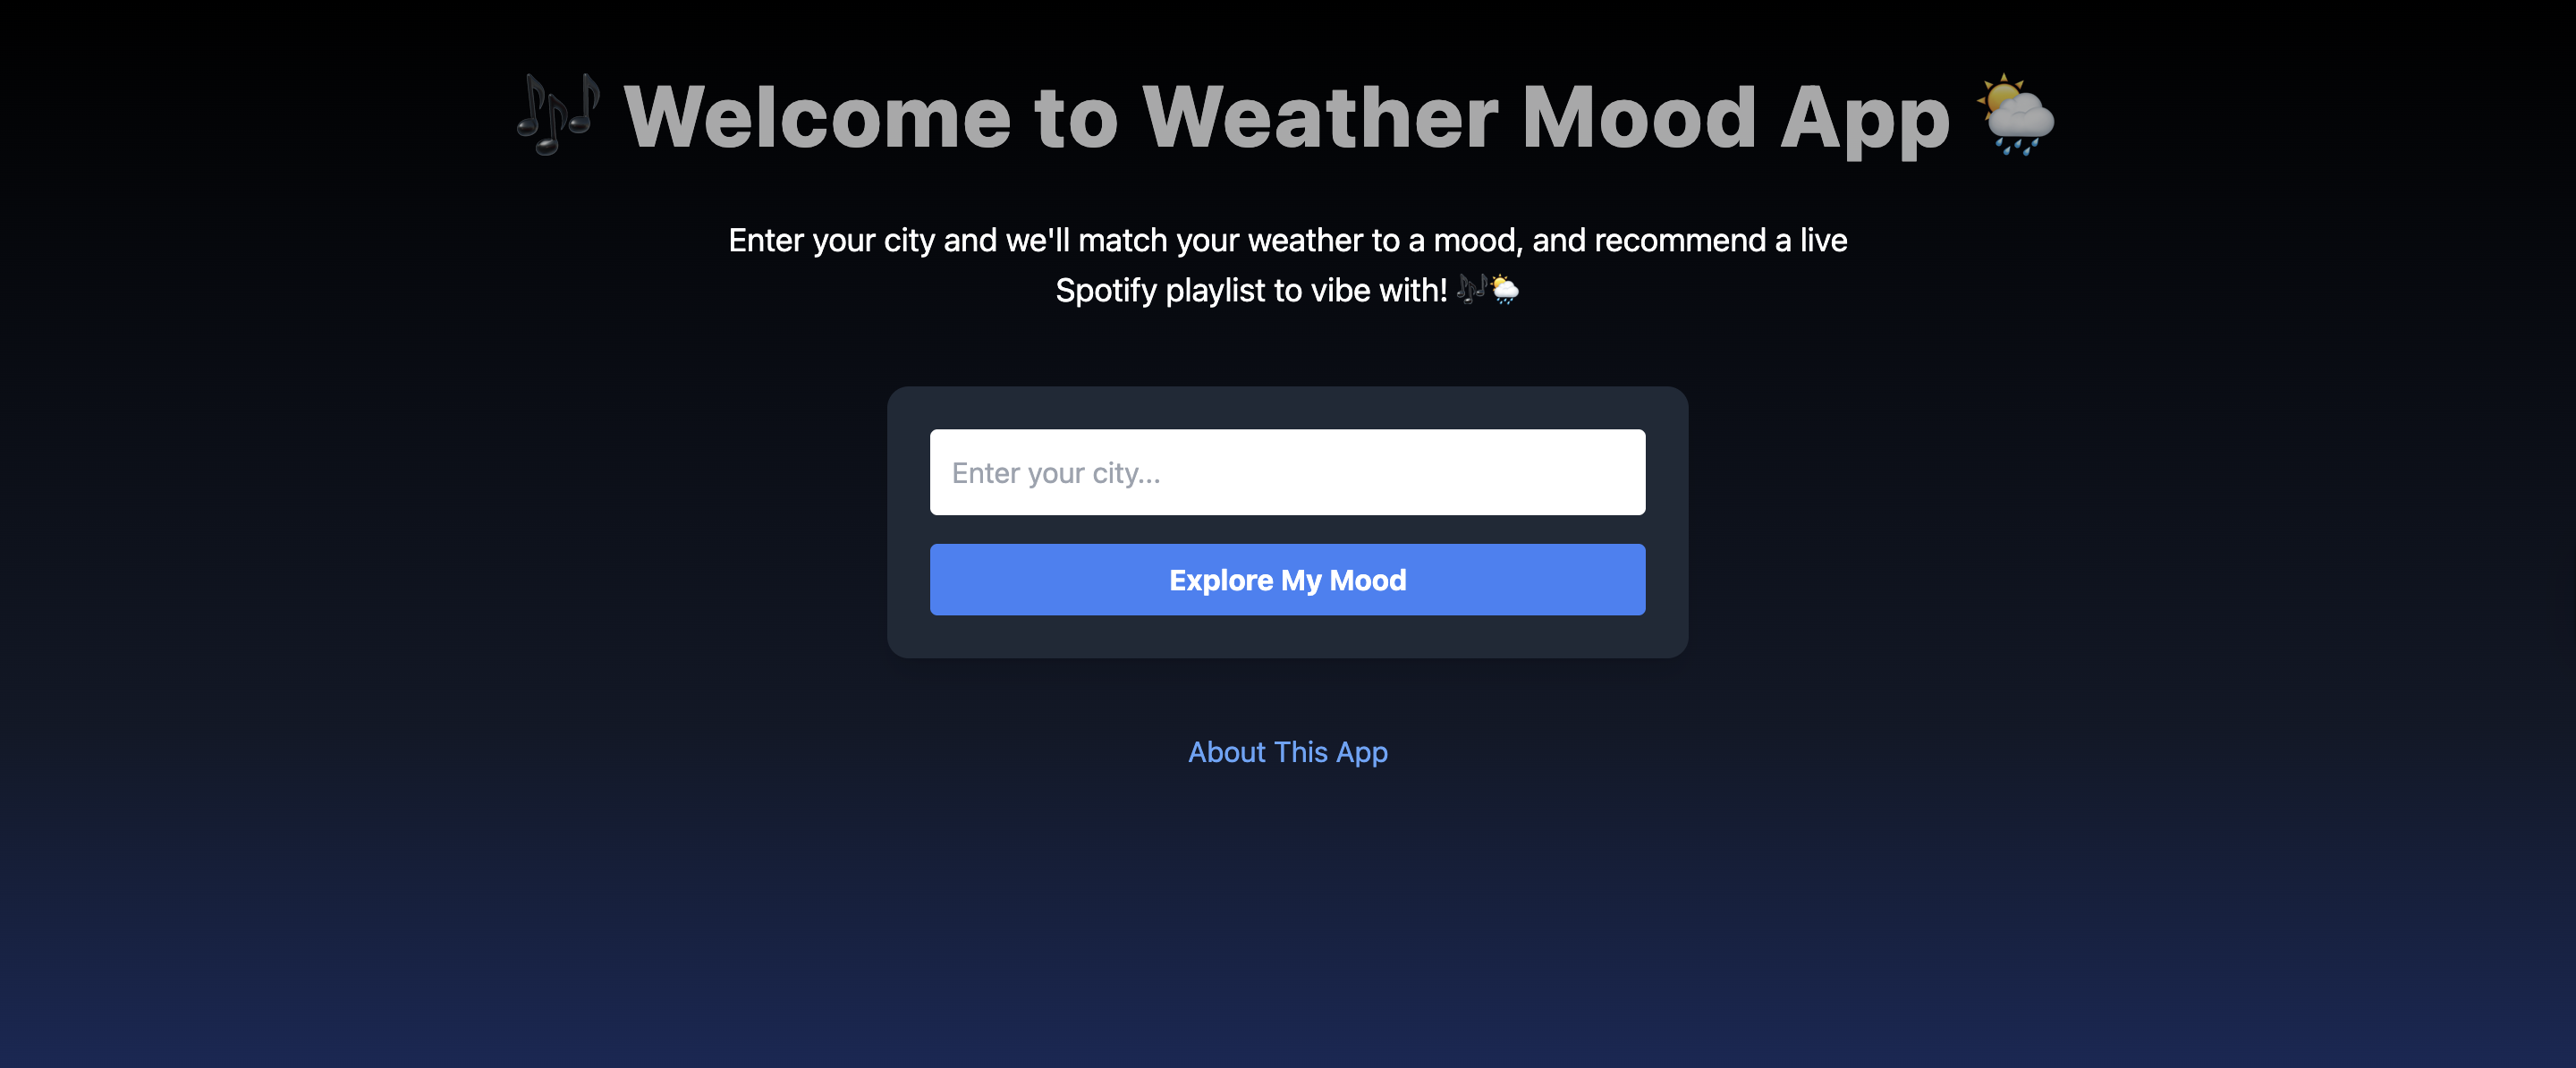 🎶 Welcome to Weather Mood App 🌦️
Enter your city and we'll match your weather to a mood, and recommend a live
Spotify playlist to vibe with! 🎶🌦️
Enter your city...
Explore My Mood
About This App